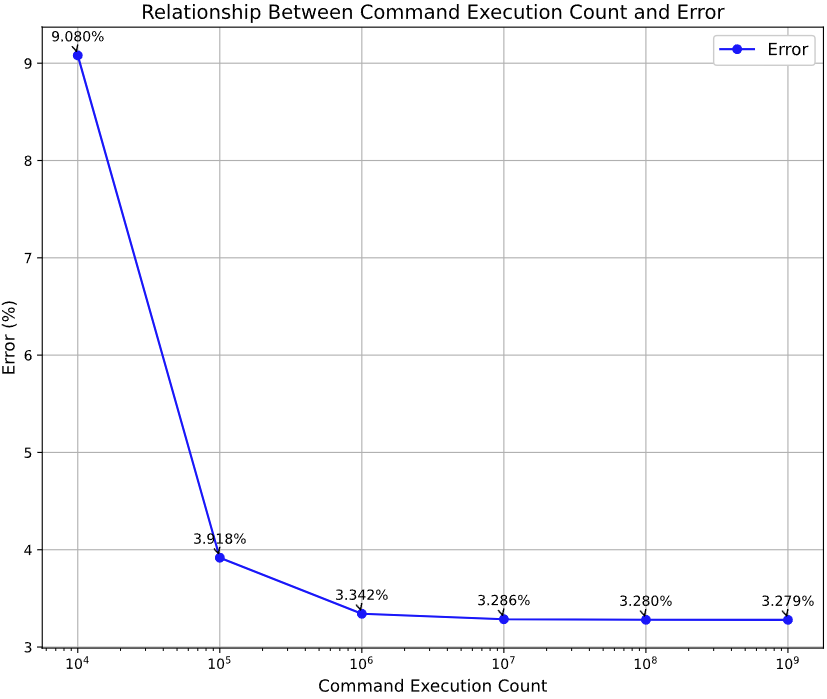 Relationship Between Command Execution Count and Error
9.080%
Error
9
8
7
6
5
4
3
Error (%)
3.918%
3.342%
3.286%
3.280%
3.279%
10⁴ 10⁵ 10⁶ 10⁷ 10⁸ 10⁹
Command Execution Count